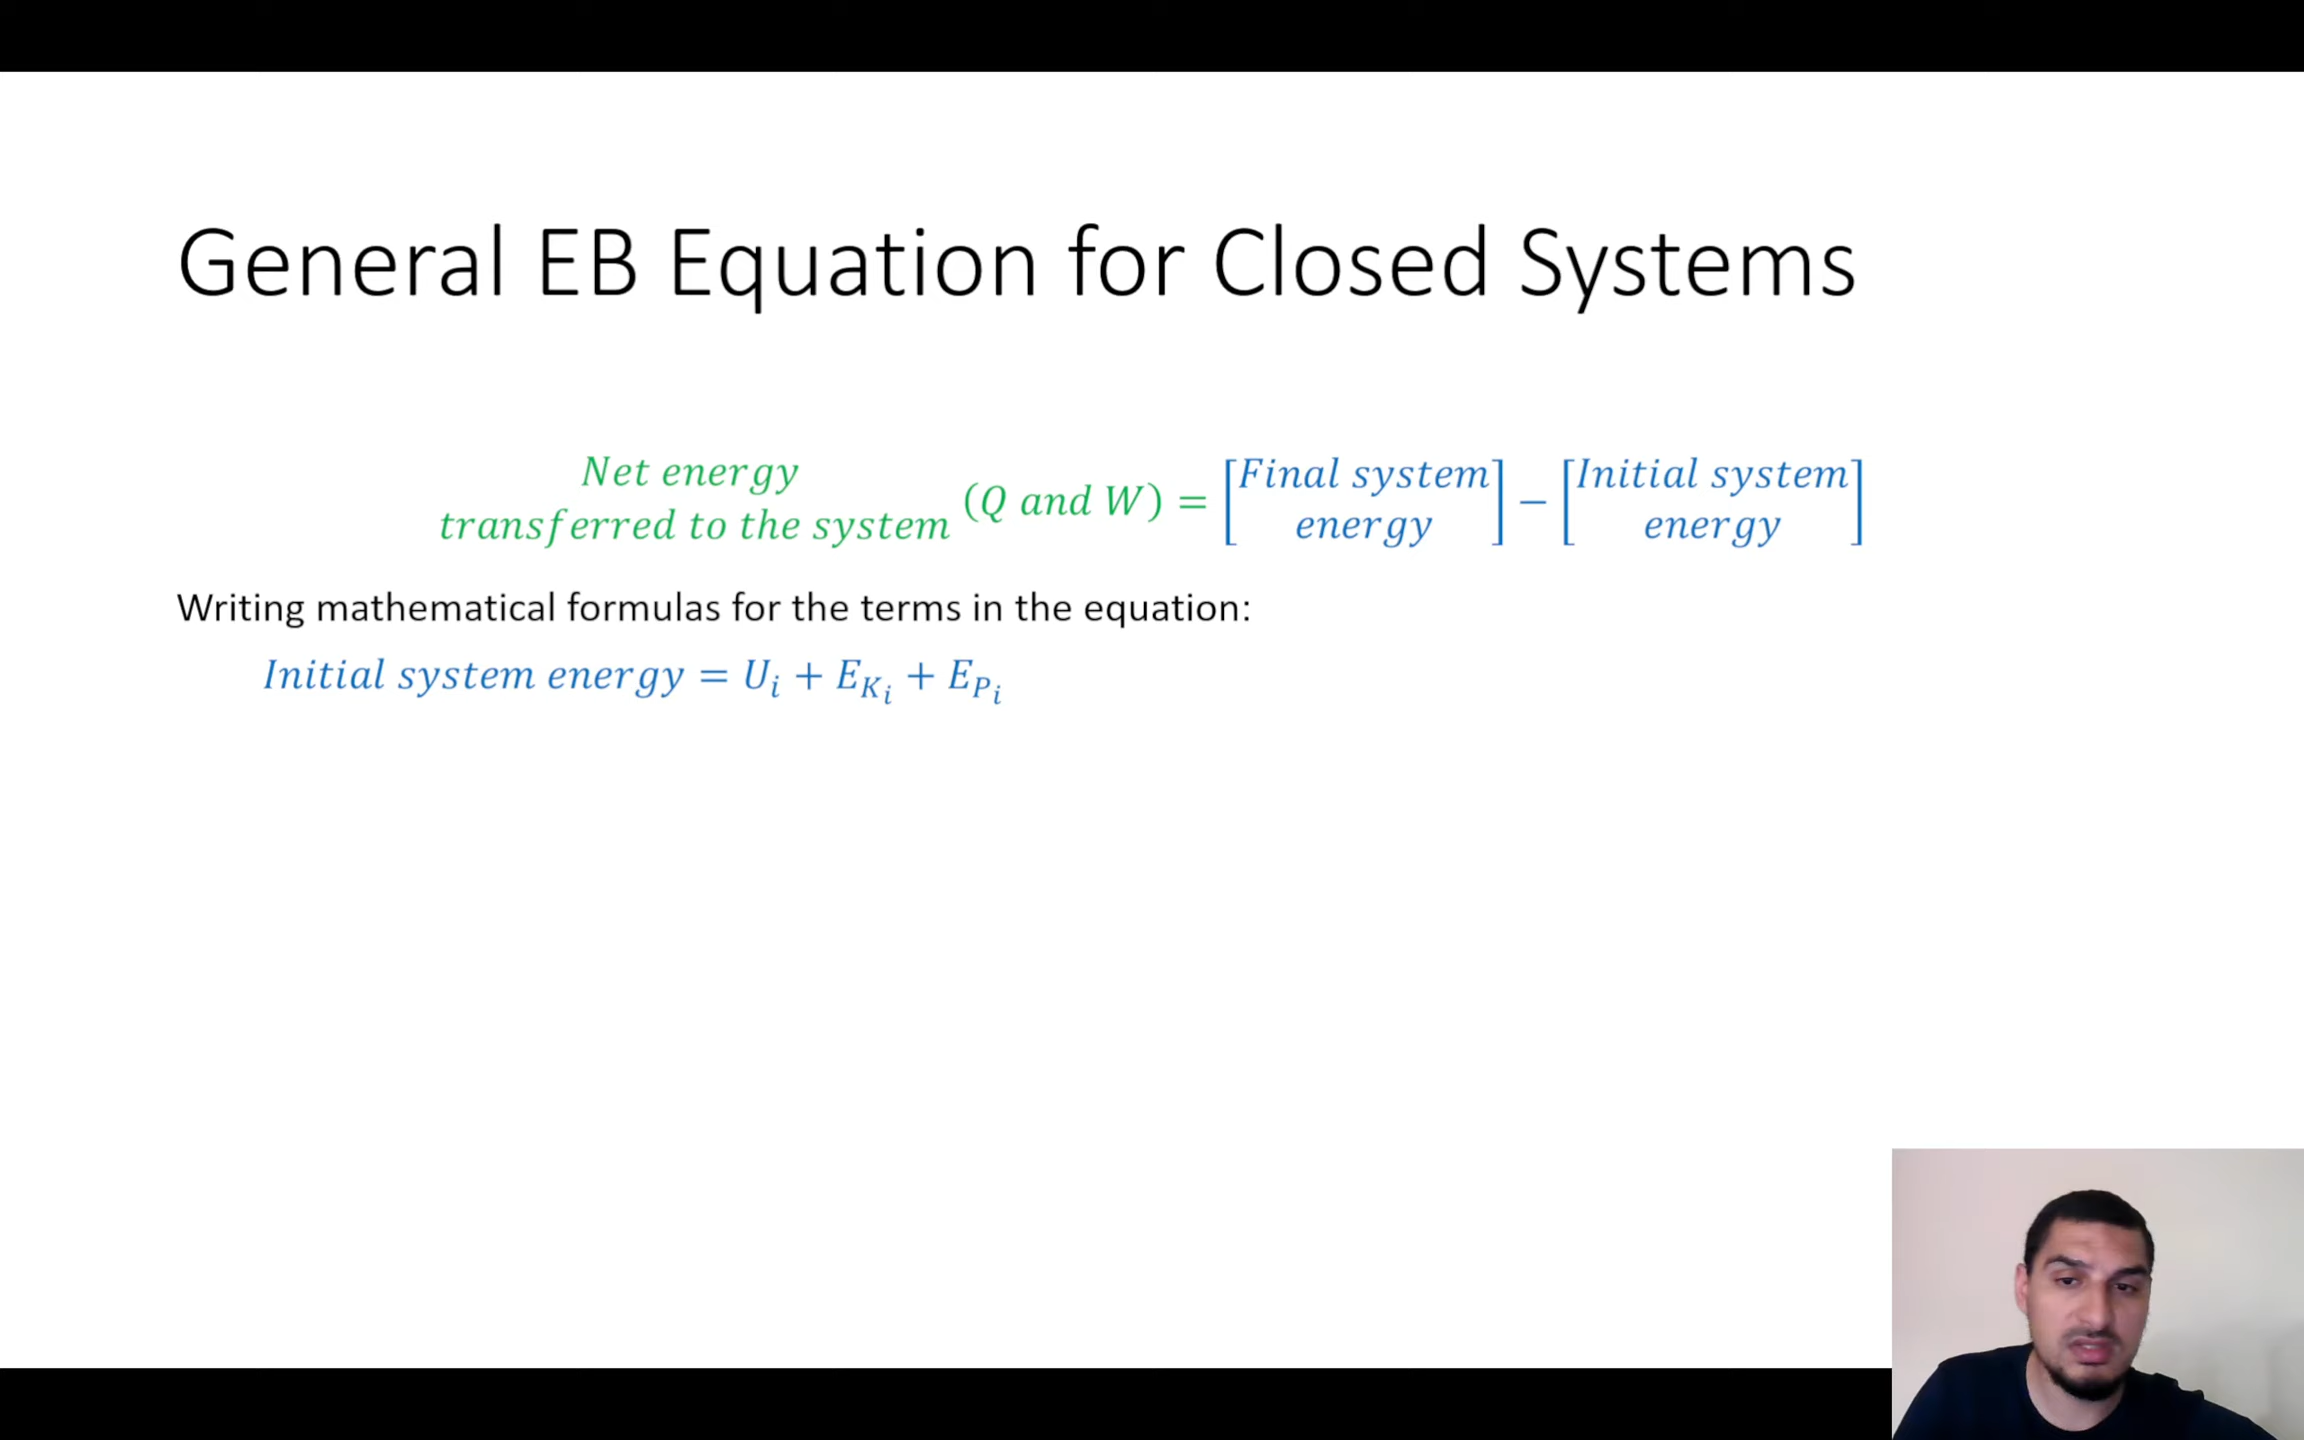 General EB Equation for Closed Systems
Net energy transferred to the system (Q and W) = [Final system energy] − [Initial system energy]
Writing mathematical formulas for the terms in the equation:
Initial system energy = U_i + E_{K_i} + E_{P_i}